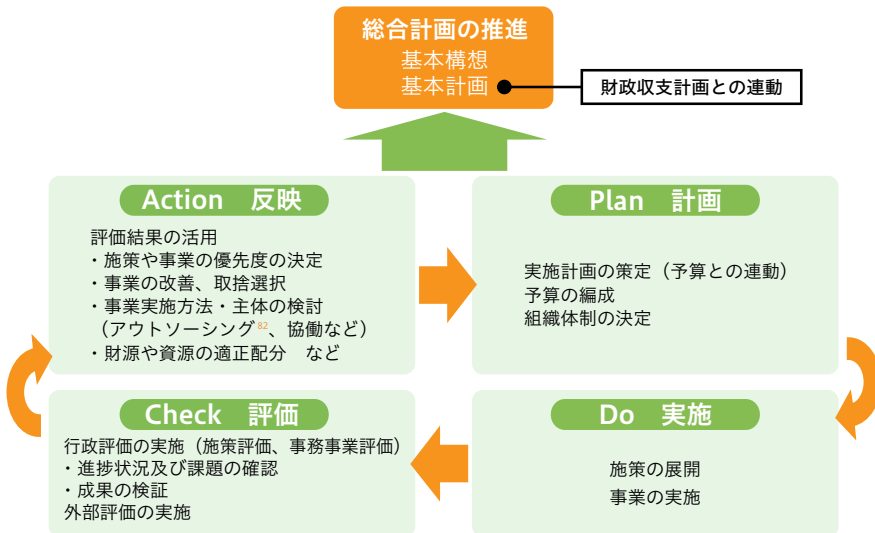 総合計画の推進
基本構想
基本計画
財政収支計画との連動
Action　反映
評価結果の活用
・施策や事業の優先度の決定
・事業の改善、取捨選択
・事業実施方法・主体の検討
（アウトソーシング82、協働など）
・財源や資源の適正配分　など
Plan　計画
実施計画の策定（予算との連動）
予算の編成
組織体制の決定
Check　評価
行政評価の実施（施策評価、事務事業評価）
・進捗状況及び課題の確認
・成果の検証
外部評価の実施
Do　実施
施策の展開
事業の実施